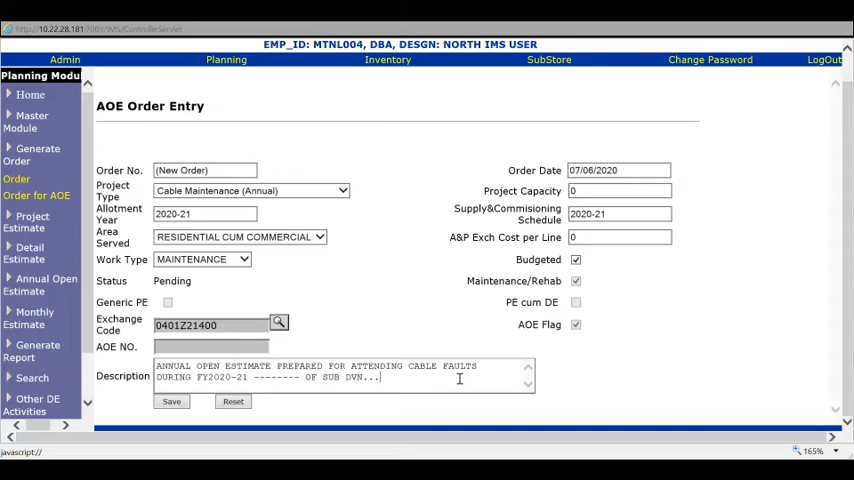 http://10.22.28.181:7003/IMS/ControllerServlet
EMP_ID: MTNL004, DBA, DESGN: NORTH IMS USER
Admin Planning Inventory SubStore Change Password LogOut
Planning Modu
Home
Master
Module
Generate
Order
Order
Order for AOE
Project
Estimate
Detail
Estimate
Annual Open
Estimate
Monthly
Estimate
Generate
Report
Search
Other DE
Activities
AOE Order Entry
Order No. (New Order) Order Date 07/06/2020
Project
Type Cable Maintenance (Annual) Project Capacity 0
Allotment
Year 2020-21 Supply&Commisioning
Schedule 2020-21
Area
Served RESIDENTIAL CUM COMMERCIAL A&P Exch Cost per Line 0
Work Type MAINTENANCE Budgeted
Status Pending Maintenance/Rehab
Generic PE PE cum DE
Exchange
Code 0401Z21400 AOE Flag
AOE NO.
Description ANNUAL OPEN ESTIMATE PREPARED FOR ATTENDING CABLE FAULTS
DURING FY2020-21 -------- OF SUB DVN...
Save Reset
javascript://
165%